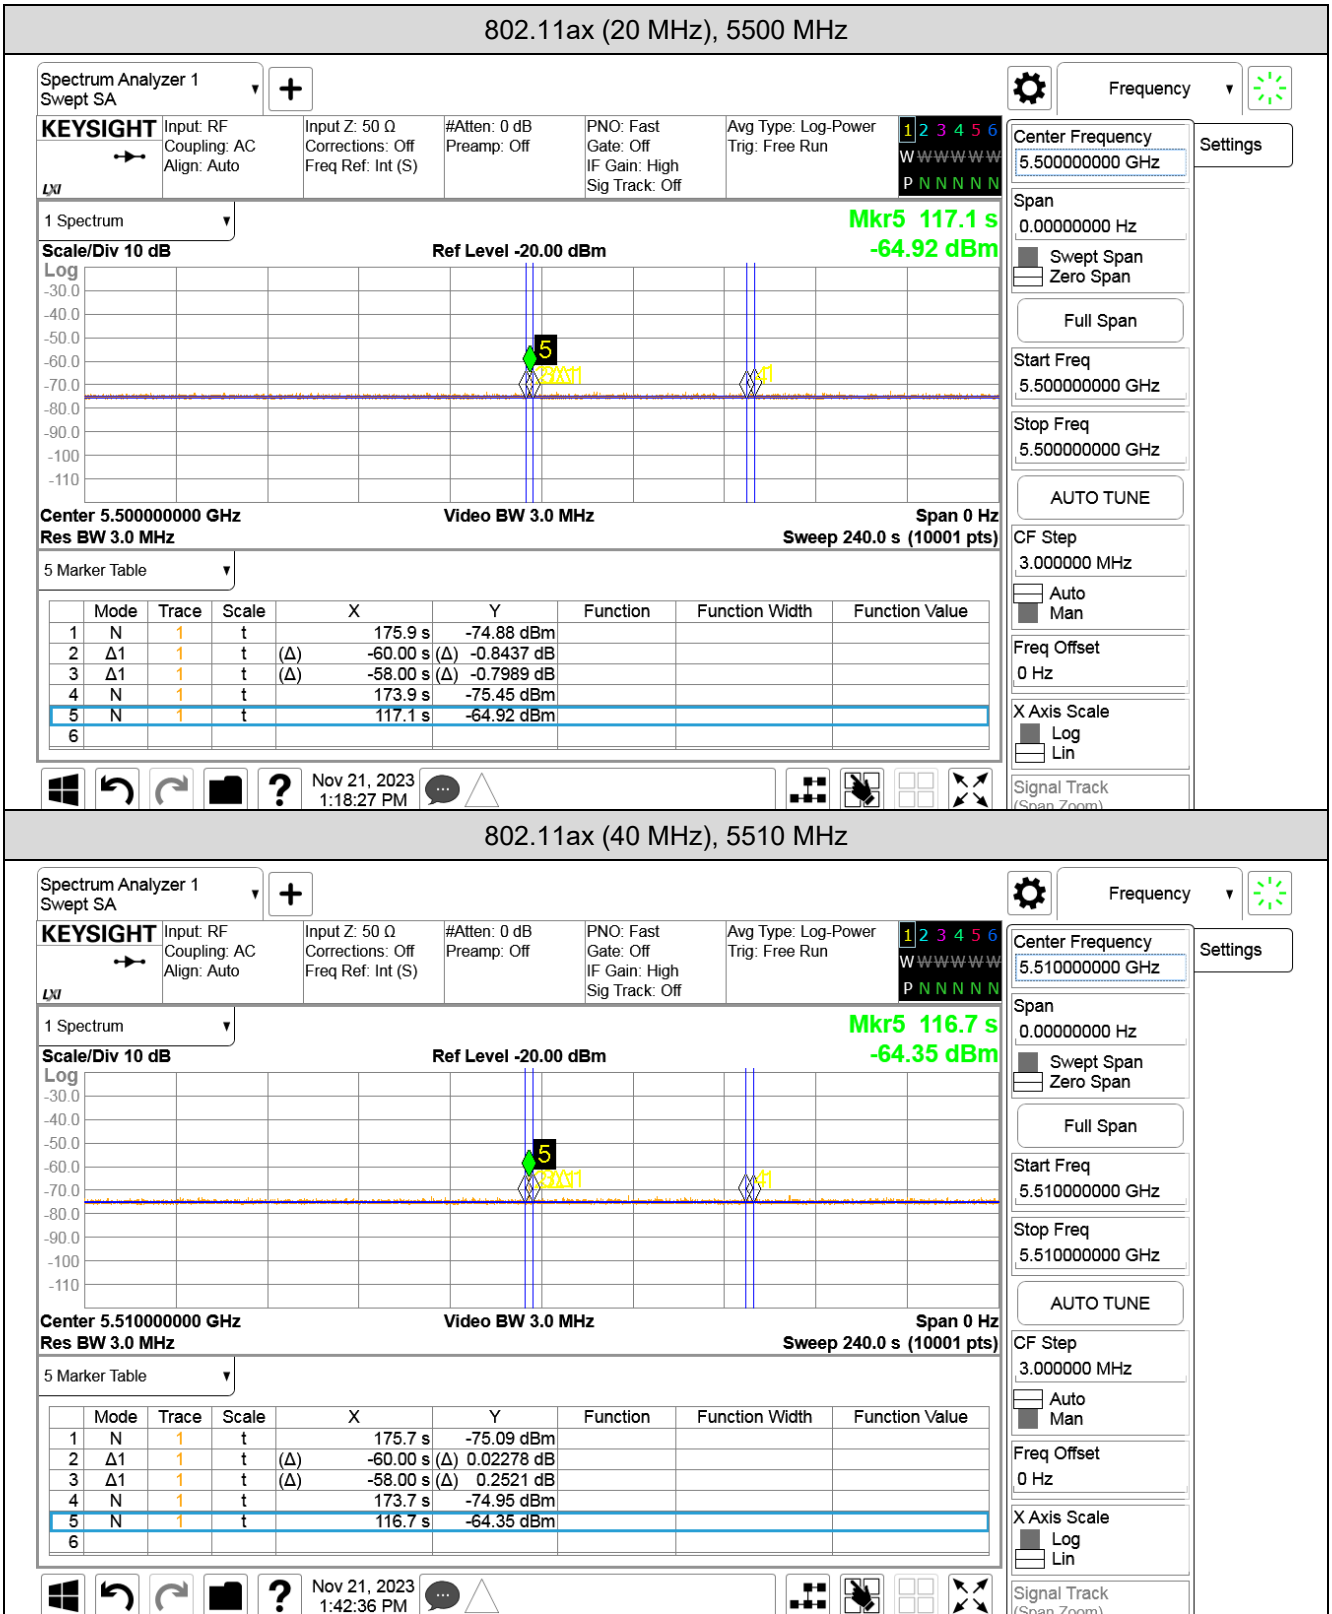 802.11ax (20 MHz), 5500 MHz
Spectrum Analyzer 1
Swept SA
Frequency
KEYSIGHT
LXI
Input: RF
Coupling: AC
Align: Auto
Input Z: 50 Ω
Corrections: Off
Freq Ref: Int (S)
#Atten: 0 dB
Preamp: Off
PNO: Fast
Gate: Off
IF Gain: High
Sig Track: Off
Avg Type: Log-Power
Trig: Free Run
1 2 3 4 5 6
W W W W W W
P N N N N N
Center Frequency
5.500000000 GHz
Settings
1 Spectrum
Mkr5 117.1 s
-64.92 dBm
Scale/Div 10 dB
Ref Level -20.00 dBm
Log
-30.0
-40.0
-50.0
-60.0
-70.0
-80.0
-90.0
-100
-110
5
Center 5.500000000 GHz
Video BW 3.0 MHz
Span 0 Hz
Res BW 3.0 MHz
Sweep 240.0 s (10001 pts)
Span
0.00000000 Hz
Swept Span
Zero Span
Full Span
Start Freq
5.500000000 GHz
Stop Freq
5.500000000 GHz
AUTO TUNE
CF Step
3.000000 MHz
Auto
Man
Freq Offset
0 Hz
X Axis Scale
Log
Lin
Signal Track
(Span Zoom)
5 Marker Table
Mode Trace Scale X Y Function Function Width Function Value
1 N 1 t 175.9 s -74.88 dBm
2 Δ1 1 t (Δ) -60.00 s (Δ) -0.8437 dB
3 Δ1 1 t (Δ) -58.00 s (Δ) -0.7989 dB
4 N 1 t 173.9 s -75.45 dBm
5 N 1 t 117.1 s -64.92 dBm
6
Nov 21, 2023
1:18:27 PM
802.11ax (40 MHz), 5510 MHz
Spectrum Analyzer 1
Swept SA
Frequency
KEYSIGHT
LXI
Input: RF
Coupling: AC
Align: Auto
Input Z: 50 Ω
Corrections: Off
Freq Ref: Int (S)
#Atten: 0 dB
Preamp: Off
PNO: Fast
Gate: Off
IF Gain: High
Sig Track: Off
Avg Type: Log-Power
Trig: Free Run
1 2 3 4 5 6
W W W W W W
P N N N N N
Center Frequency
5.510000000 GHz
Settings
1 Spectrum
Mkr5 116.7 s
-64.35 dBm
Scale/Div 10 dB
Ref Level -20.00 dBm
Log
-30.0
-40.0
-50.0
-60.0
-70.0
-80.0
-90.0
-100
-110
5
Center 5.510000000 GHz
Video BW 3.0 MHz
Span 0 Hz
Res BW 3.0 MHz
Sweep 240.0 s (10001 pts)
Span
0.00000000 Hz
Swept Span
Zero Span
Full Span
Start Freq
5.510000000 GHz
Stop Freq
5.510000000 GHz
AUTO TUNE
CF Step
3.000000 MHz
Auto
Man
Freq Offset
0 Hz
X Axis Scale
Log
Lin
Signal Track
(Span Zoom)
5 Marker Table
Mode Trace Scale X Y Function Function Width Function Value
1 N 1 t 175.7 s -75.09 dBm
2 Δ1 1 t (Δ) -60.00 s (Δ) 0.02278 dB
3 Δ1 1 t (Δ) -58.00 s (Δ) 0.2521 dB
4 N 1 t 173.7 s -74.95 dBm
5 N 1 t 116.7 s -64.35 dBm
6
Nov 21, 2023
1:42:36 PM